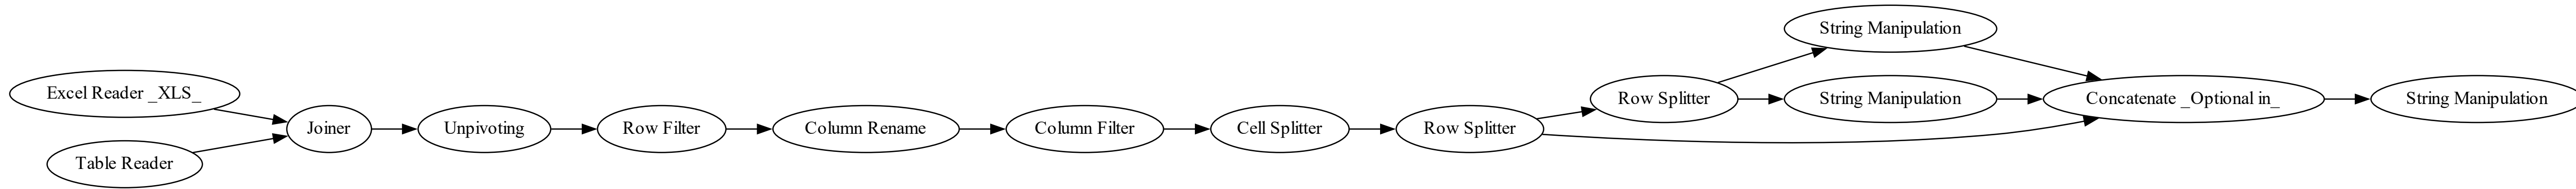 Excel Reader _XLS_
Table Reader
Joiner
Unpivoting
Row Filter
Column Rename
Column Filter
Cell Splitter
Row Splitter
Row Splitter
String Manipulation
String Manipulation
Concatenate _Optional in_
String Manipulation